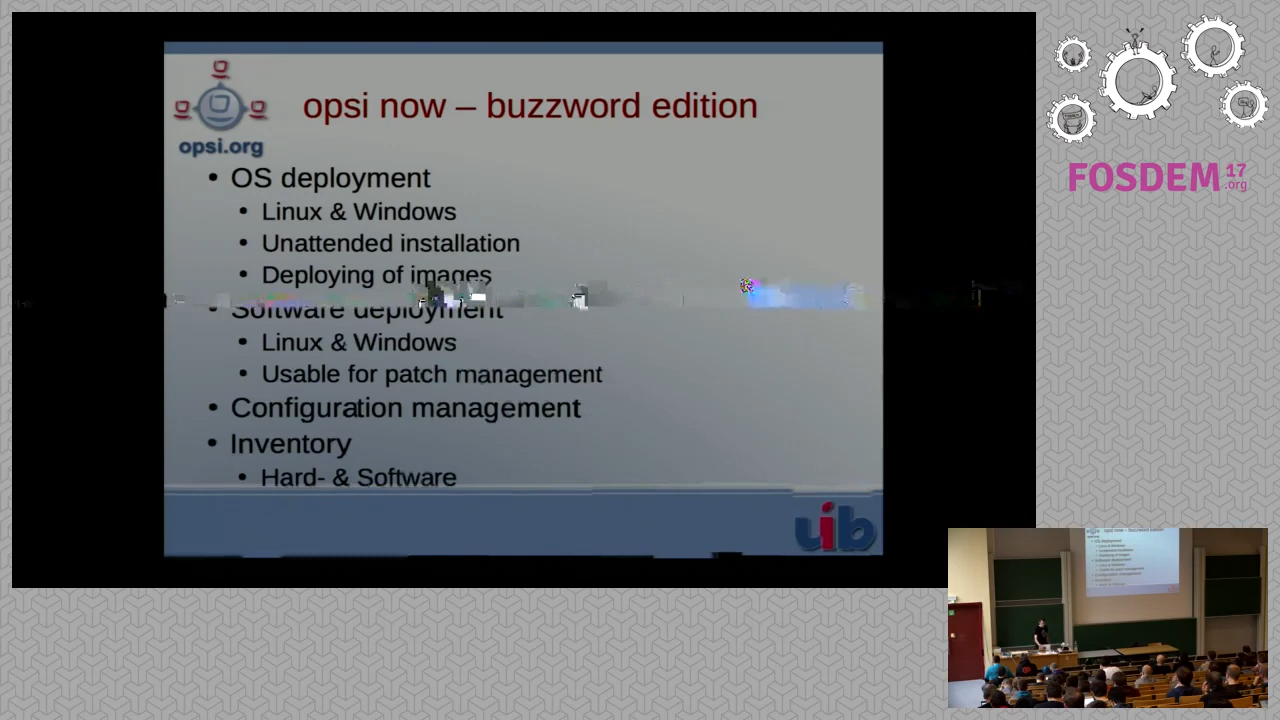 opsi.org
opsi now – buzzword edition
• OS deployment
• Linux & Windows
• Unattended installation
• Deploying of images
• Software deployment
• Linux & Windows
• Usable for patch management
• Configuration management
• Inventory
• Hard- & Software
uib
FOSDEM 17
.org